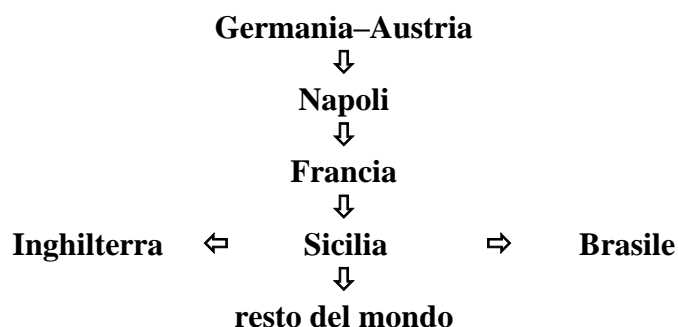 Germania–Austria
⇩
Napoli
⇩
Francia
⇩
Inghilterra ⇦ Sicilia ⇨ Brasile
⇩
resto del mondo